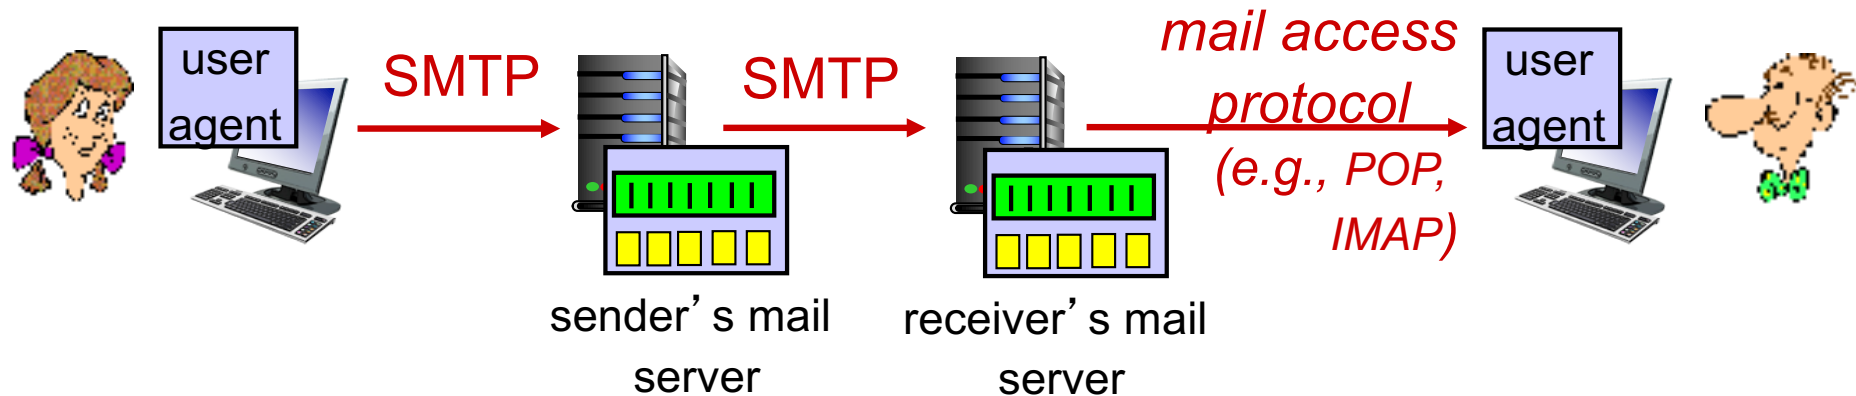 user
agent
SMTP
SMTP
mail access
protocol
(e.g., POP,
IMAP)
user
agent
sender’s mail
server
receiver’s mail
server